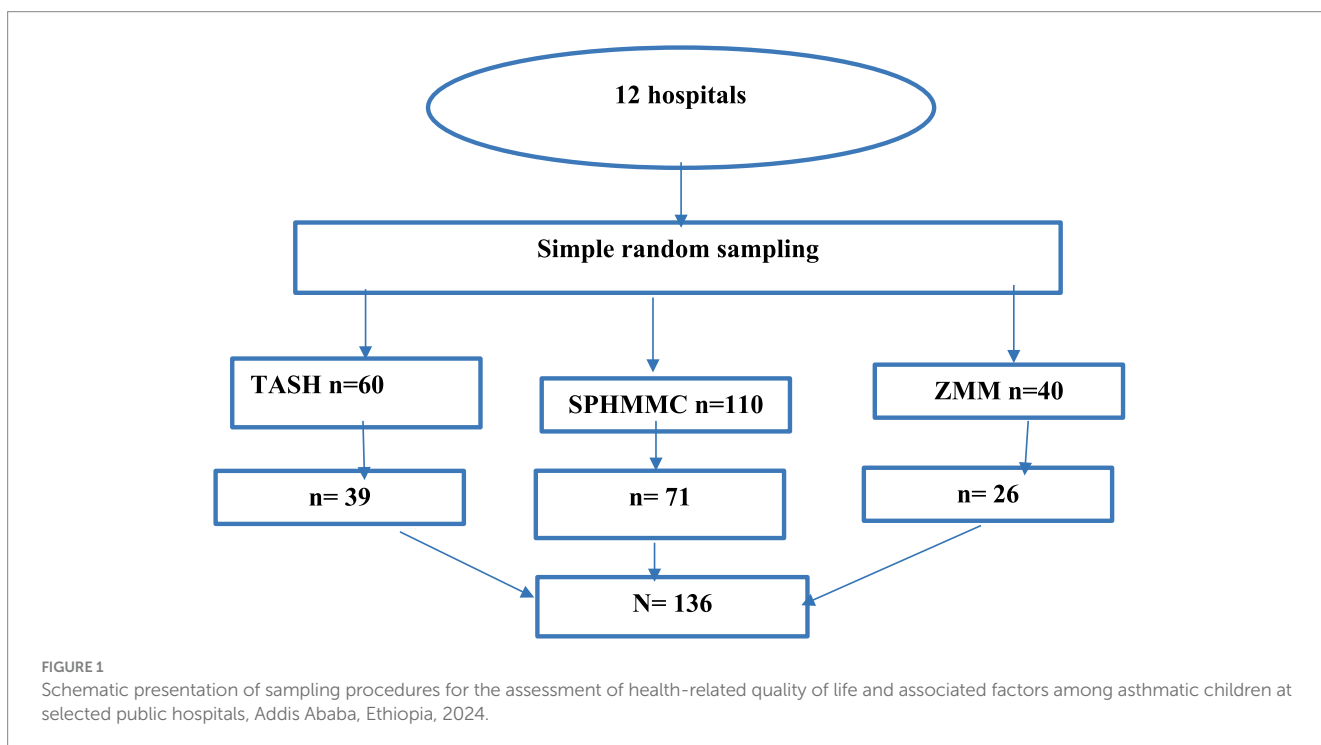 12 hospitals
Simple random sampling
TASH n=60
SPHMMC n=110
ZMM n=40
n= 39
n= 71
n= 26
N= 136
FIGURE 1
Schematic presentation of sampling procedures for the assessment of health-related quality of life and associated factors among asthmatic children at
selected public hospitals, Addis Ababa, Ethiopia, 2024.